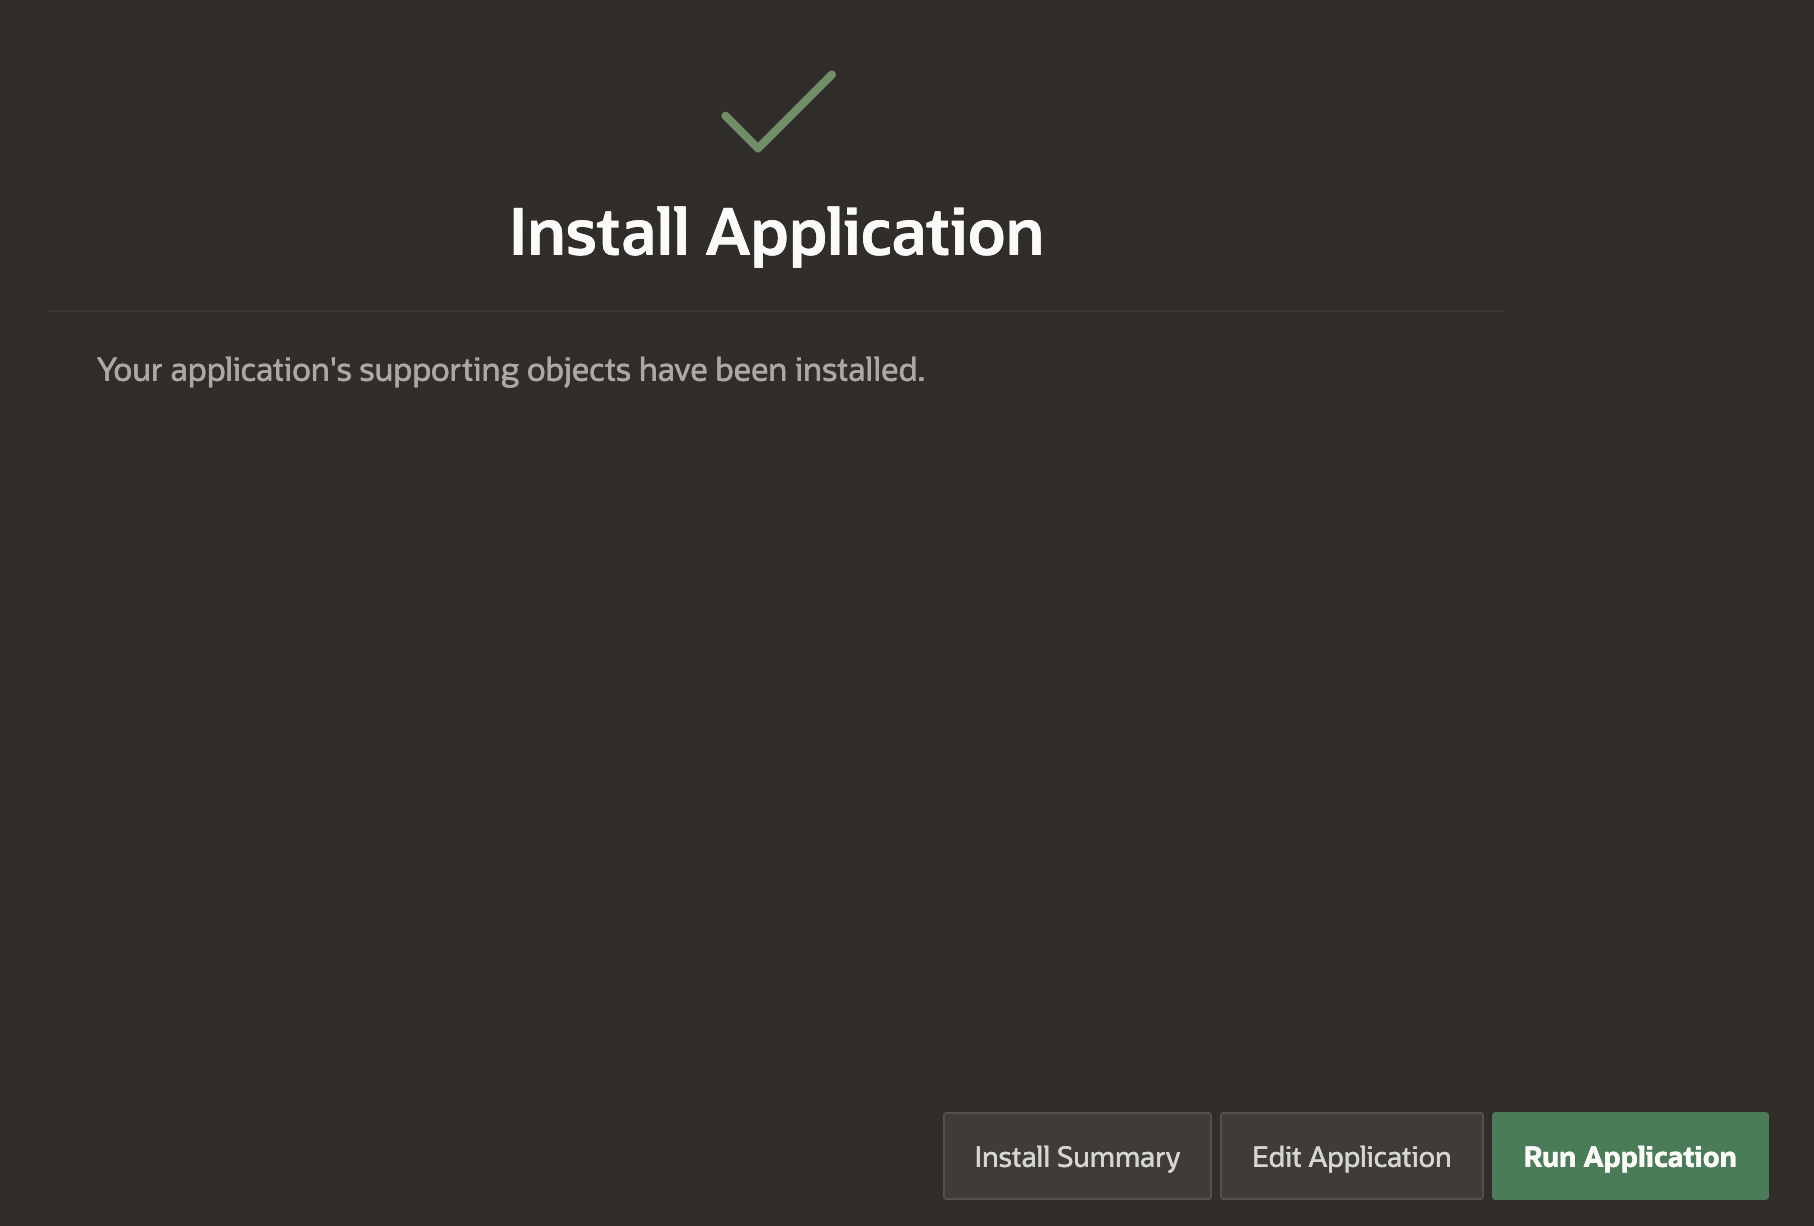 Install Application
Your application's supporting objects have been installed.
Install Summary
Edit Application
Run Application